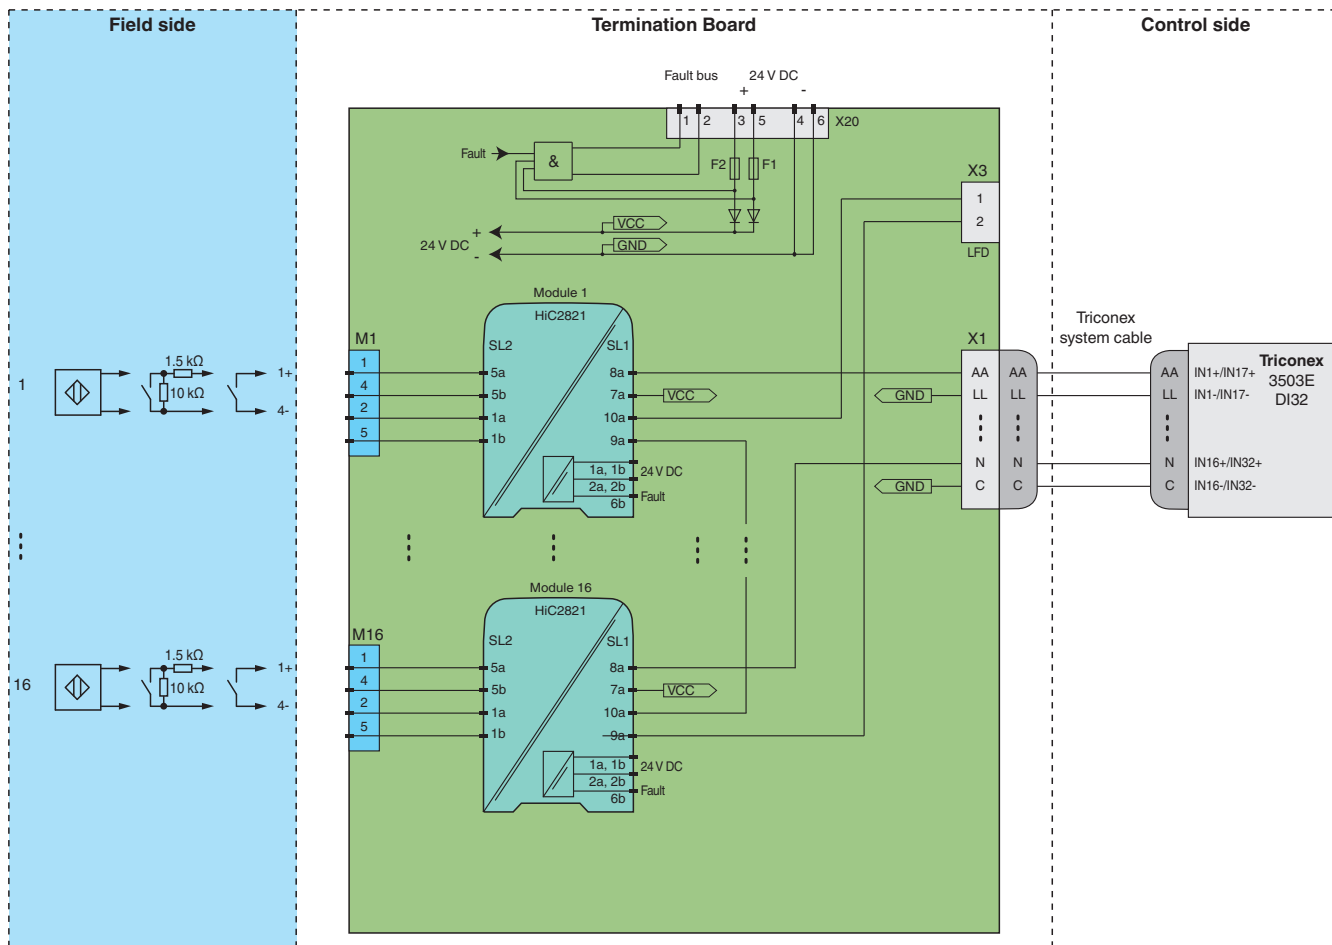 Field side
Termination Board
Control side
Fault bus
24 V DC
+
-
1
2
3
5
4
6
X20
Fault
&
F2
F1
X3
1
2
LFD
VCC
+
24 V DC
-
GND
Module 1
HiC2821
M1
SL2
SL1
1
4
2
5
5a
5b
1a
1b
8a
7a
VCC
10a
9a
1a, 1b
24 V DC
2a, 2b
Fault
6b
1
1.5 kΩ
10 kΩ
1+
4-
X1
Triconex
system cable
AA
AA
AA
IN1+/IN17+
GND
LL
LL
LL
IN1-/IN17-
Triconex
3503E
DI32
N
N
N
IN16+/IN32+
GND
C
C
C
IN16-/IN32-
Module 16
HiC2821
M16
SL2
SL1
1
4
2
5
5a
5b
1a
1b
8a
7a
VCC
10a
9a
1a, 1b
24 V DC
2a, 2b
Fault
6b
16
1.5 kΩ
10 kΩ
1+
4-